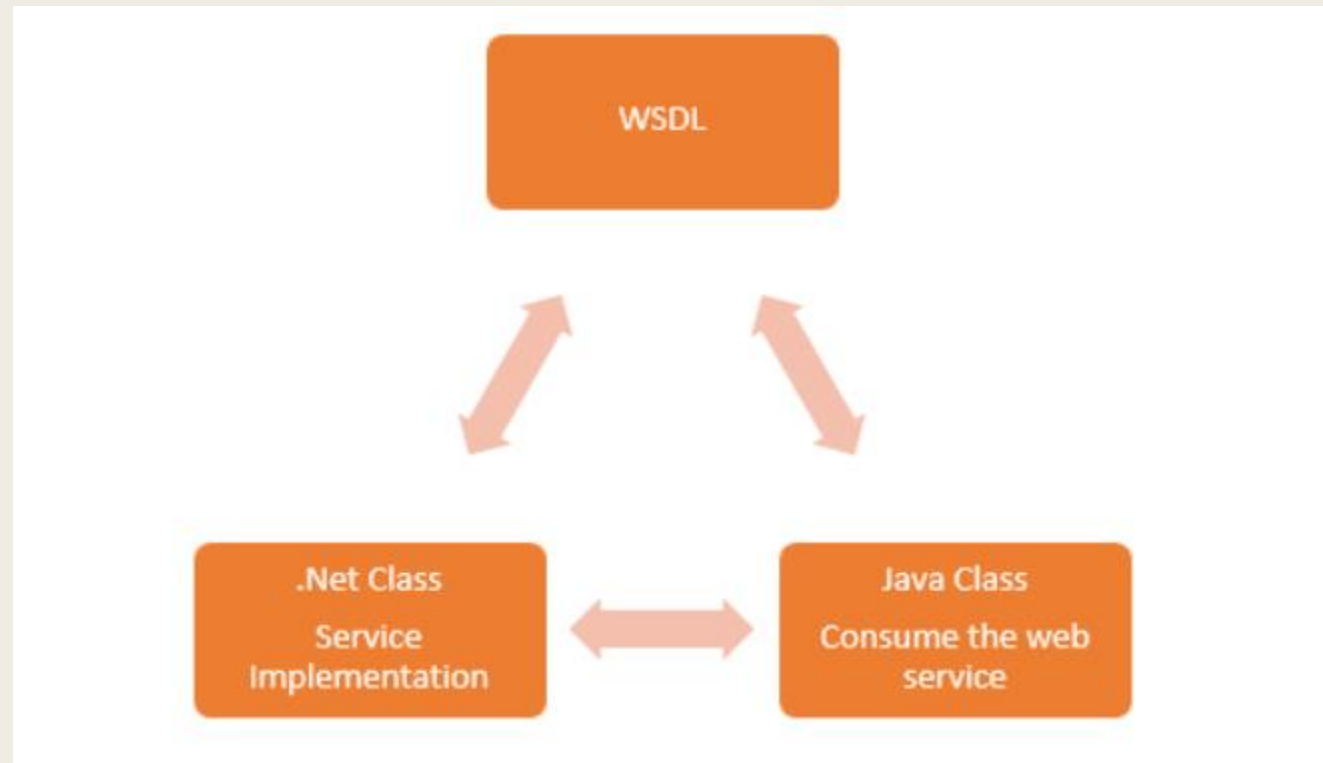 WSDL
.Net Class
Service
Implementation
Java Class
Consume the web
service